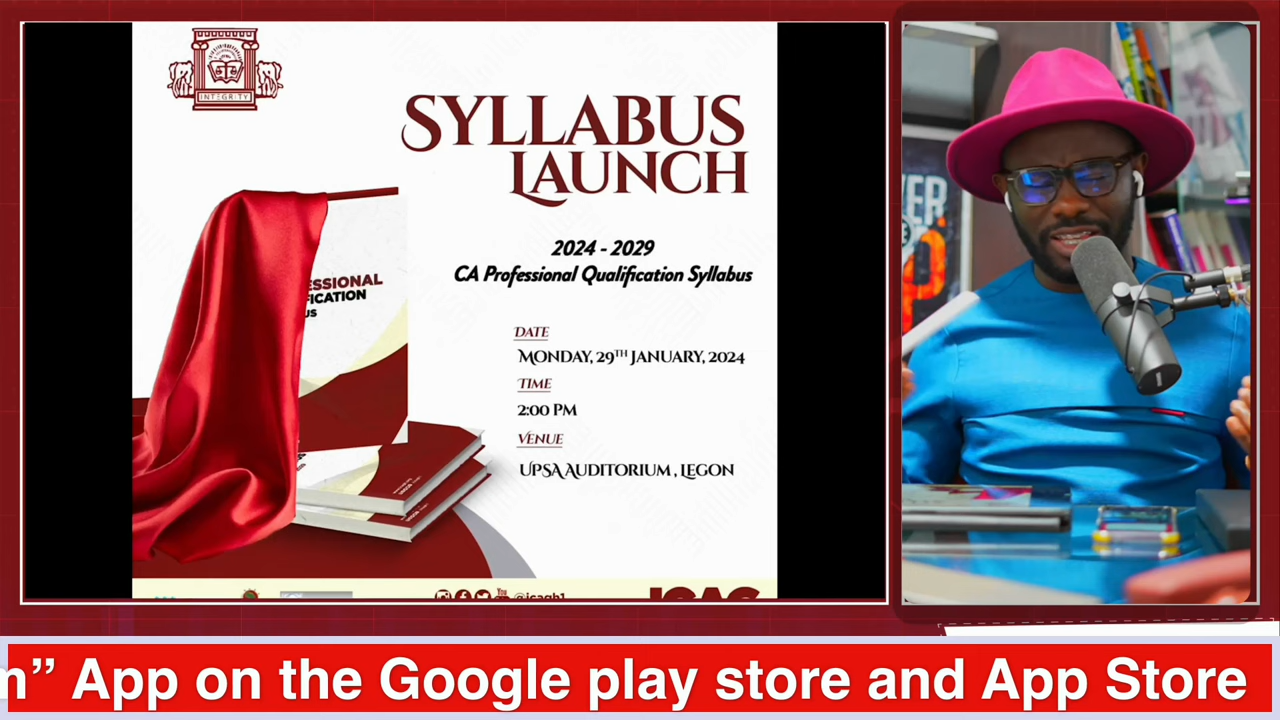 INTEGRITY
SYLLABUS
LAUNCH
2024 - 2029
CA Professional Qualification Syllabus
DATE
MONDAY, 29TH JANUARY, 2024
TIME
2:00 PM
VENUE
UPSA AUDITORIUM, LEGON
ESSIONAL
FICATION
US
@icagh1
n” App on the Google play store and App Store